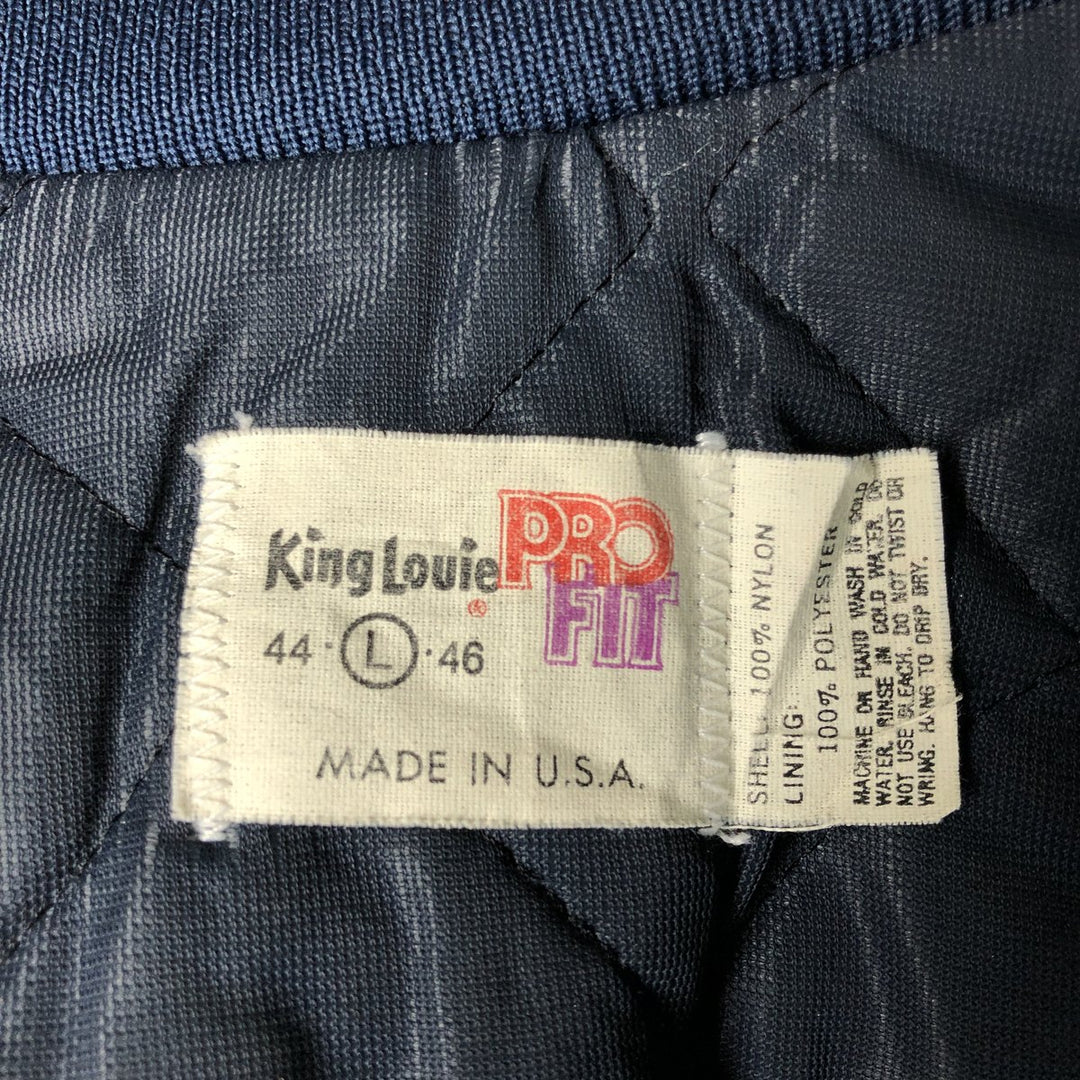 King Louie PRO FIT
®
44 · L · 46
MADE IN U.S.A.
SHELL: 100% NYLON
LINING:
100% POLYESTER
MACHINE OR HAND WASH IN COLD
WATER. RINSE IN COLD WATER. DO
NOT USE BLEACH. DO NOT TWIST OR
WRING. HANG TO DRIP DRY.